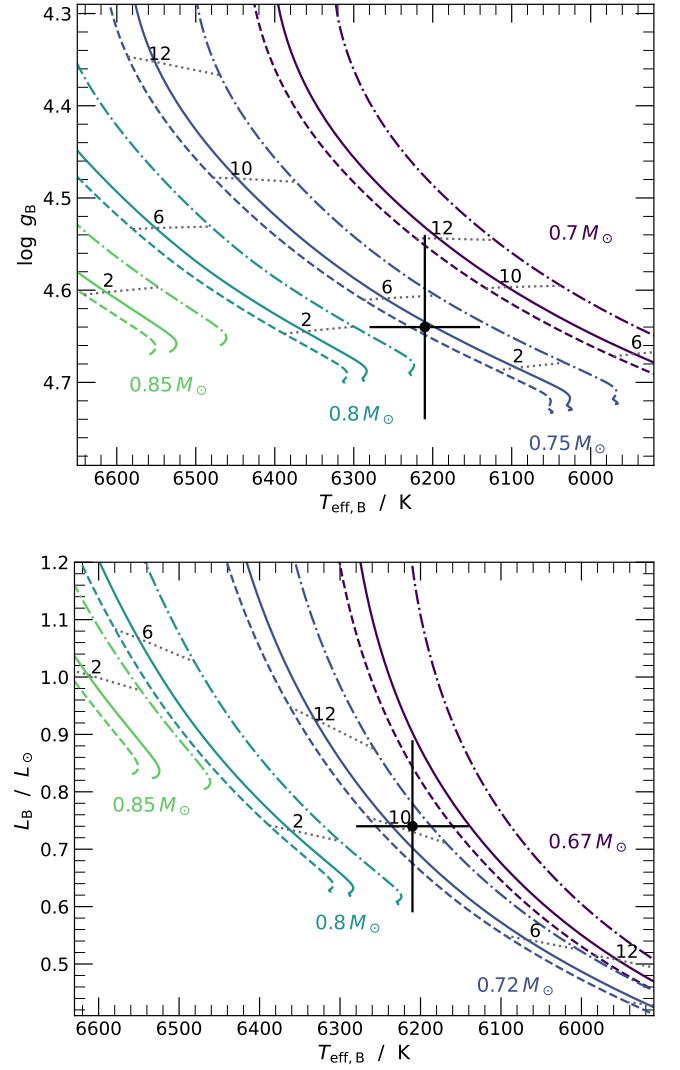 4.3
4.4
4.5
4.6
4.7
log g_B
12
10
6
2
12
10
6
6
2
2
0.7 M⊙
0.85 M⊙
0.8 M⊙
0.75 M⊙
6600 6500 6400 6300 6200 6100 6000
T_eff, B / K
1.2
1.1
1.0
0.9
0.8
0.7
0.6
0.5
L_B / L⊙
6
2
12
10
2
6
12
0.85 M⊙
0.67 M⊙
0.8 M⊙
0.72 M⊙
6600 6500 6400 6300 6200 6100 6000
T_eff, B / K